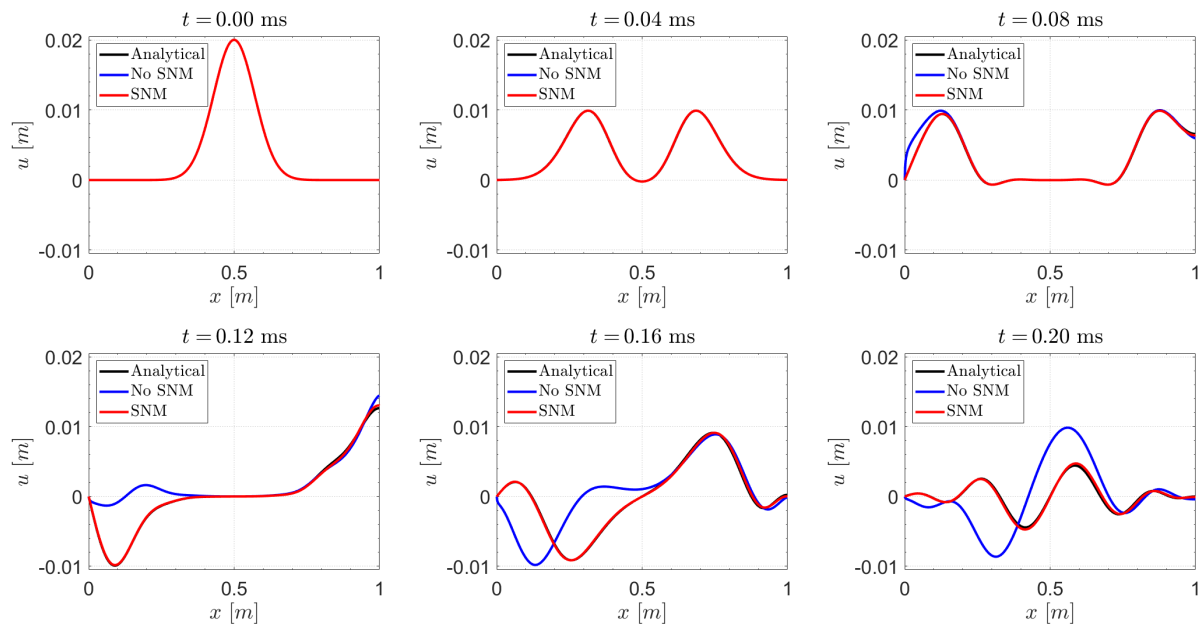 t = 0.00 ms
0.02
0.01
0
-0.01
u [m]
Analytical
No SNM
SNM
0
0.5
1
x [m]
t = 0.04 ms
0.02
0.01
0
-0.01
u [m]
Analytical
No SNM
SNM
0
0.5
1
x [m]
t = 0.08 ms
0.02
0.01
0
-0.01
u [m]
Analytical
No SNM
SNM
0
0.5
1
x [m]
t = 0.12 ms
0.02
0.01
0
-0.01
u [m]
Analytical
No SNM
SNM
0
0.5
1
x [m]
t = 0.16 ms
0.02
0.01
0
-0.01
u [m]
Analytical
No SNM
SNM
0
0.5
1
x [m]
t = 0.20 ms
0.02
0.01
0
-0.01
u [m]
Analytical
No SNM
SNM
0
0.5
1
x [m]